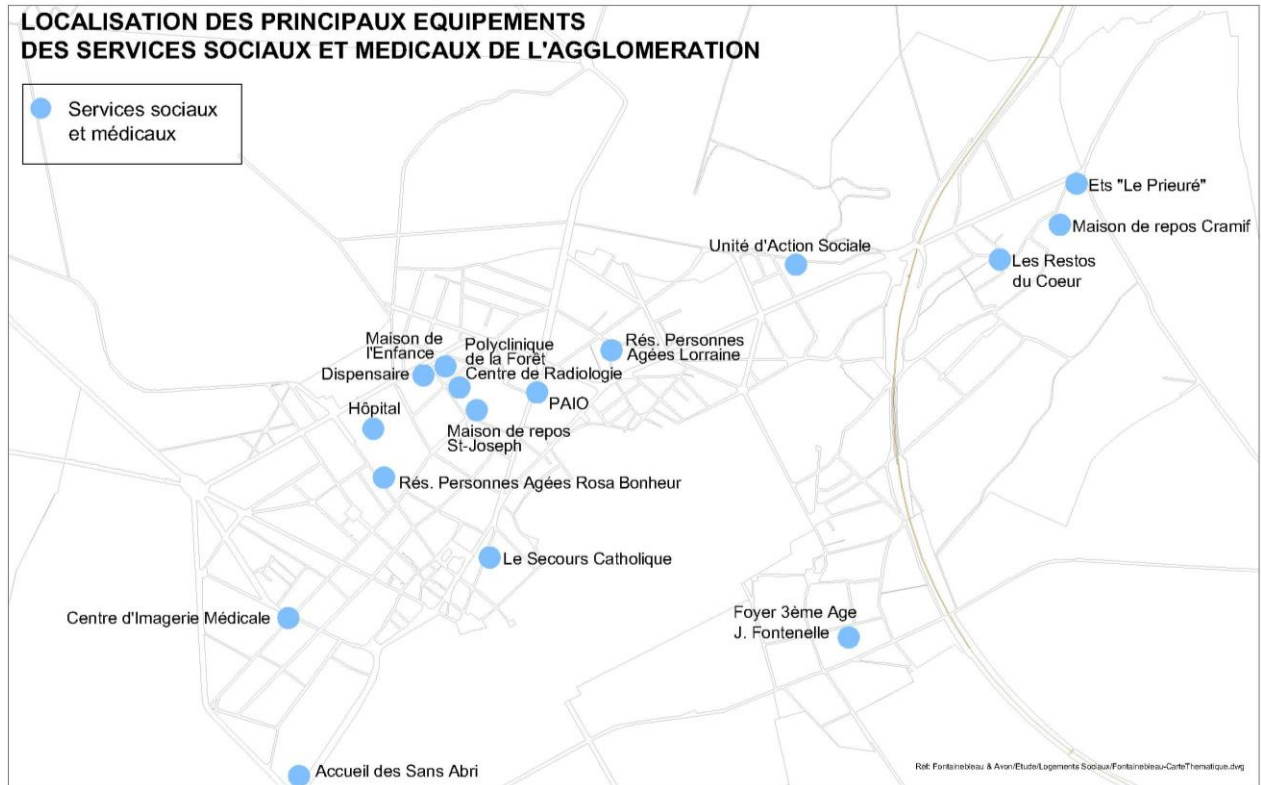 LOCALISATION DES PRINCIPAUX EQUIPEMENTS
DES SERVICES SOCIAUX ET MEDICAUX DE L'AGGLOMERATION
Services sociaux
et médicaux
Ets "Le Prieuré"
Maison de repos Cramif
Unité d'Action Sociale
Les Restos
du Coeur
Maison de
l'Enfance
Polyclinique
de la Forêt
Centre de Radiologie
Rés. Personnes
Agées Lorraine
Dispensaire
PAIO
Hôpital
Maison de repos
St-Joseph
Rés. Personnes Agées Rosa Bonheur
Le Secours Catholique
Centre d'Imagerie Médicale
Foyer 3ème Age
J. Fontenelle
Accueil des Sans Abri
Réf: Fontainebleau & Avon/Etude/Logements Sociaux/Fontainebleau-CarteThematique.dwg